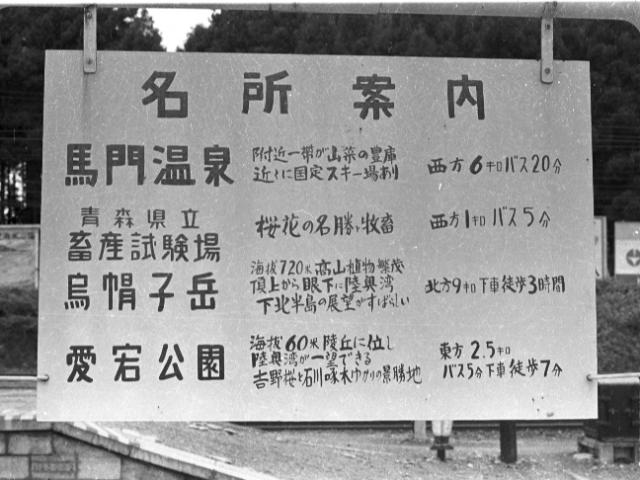 名所案内
馬門温泉
附近一帯が山菜の豊庫
近くに国定スキー場あり
西方6キロバス20分
青森県立
畜産試験場
桜花の名勝と牧畜
西方1キロバス5分
烏帽子岳
海抜720米高山植物繁茂
頂上から眼下に陸奥湾
下北半島の展望がすばらしい
北方9キロ下車徒歩3時間
愛宕公園
海抜60米陸丘に位し
陸奥湾が一望できる
吉野桜と石川啄木ゆかりの景勝地
東方2.5キロ
バス5分下車徒歩7分